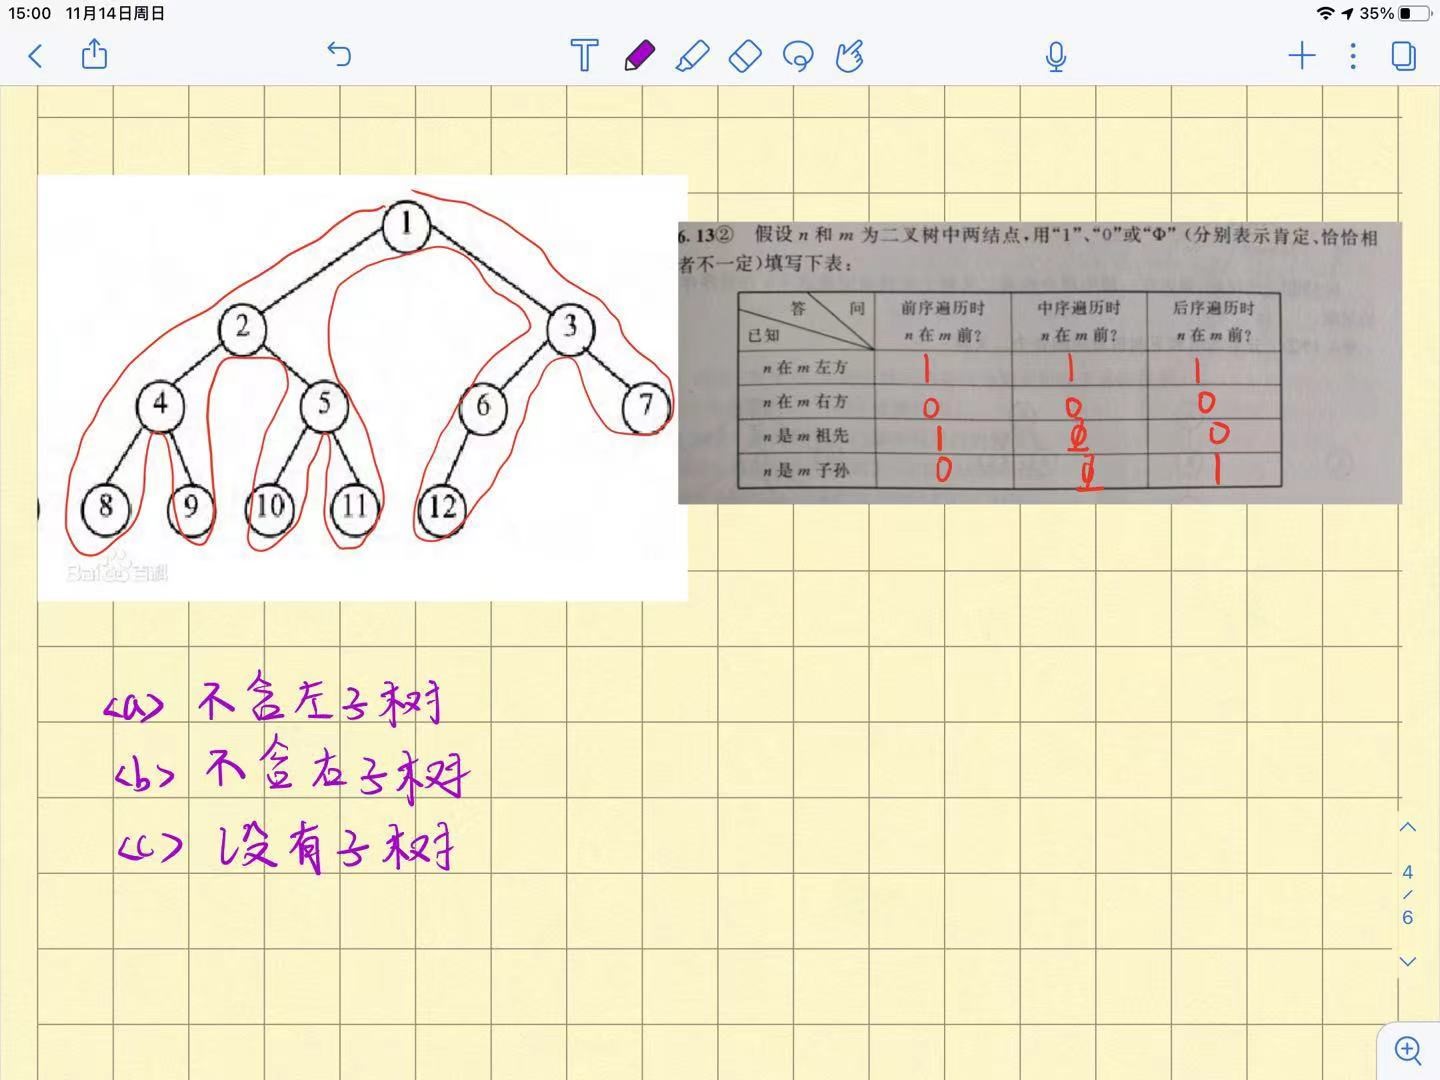 15:00 11月14日周日
35%
1
2 3
4 5 6 7
8 9 10 11 12
Bai 百科
6.13② 假设 n 和 m 为二叉树中两结点,用“1”、“0”或“Φ”(分别表示肯定、恰恰相
者不一定)填写下表:
答 问
已知
前序遍历时
n 在 m 前?
中序遍历时
n 在 m 前?
后序遍历时
n 在 m 前?
n 在 m 左方 1 1 1
n 在 m 右方 0 0 0
n 是 m 祖先 1 Φ 0
n 是 m 子孙 0 Φ 1
<a> 不含左子树
<b> 不含右子树
<c> 没有子树
4
/
6